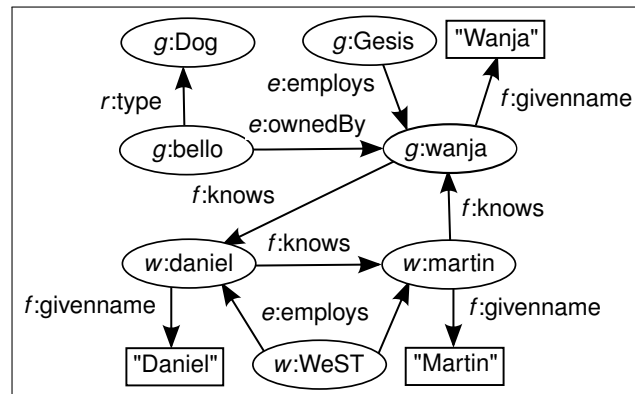 g:Dog
g:Gesis
"Wanja"
e:employs
r:type
f:givenname
e:ownedBy
g:bello
g:wanja
f:knows
f:knows
f:knows
w:daniel
w:martin
f:givenname
e:employs
f:givenname
"Daniel"
w:WeST
"Martin"